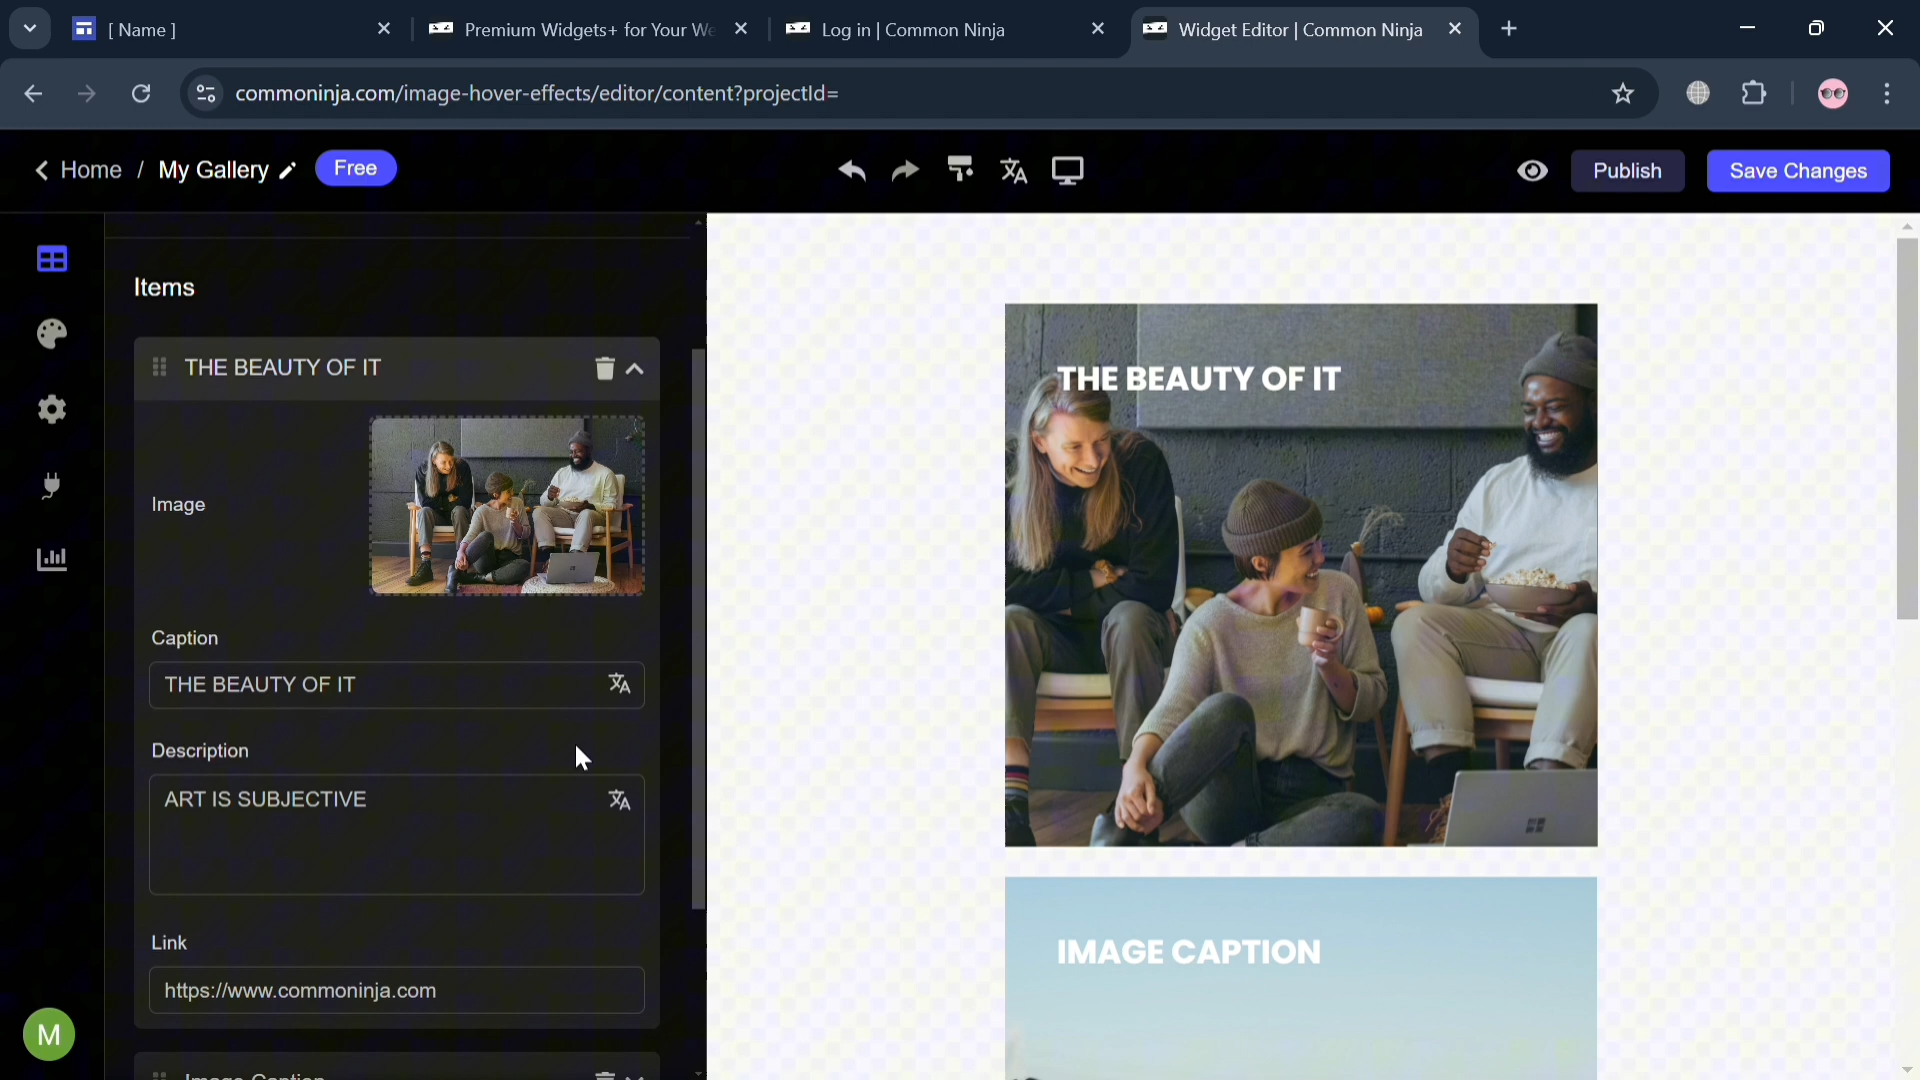 [ Name ]
Premium Widgets+ for Your We
Log in | Common Ninja
Widget Editor | Common Ninja
commoninja.com/image-hover-effects/editor/content?projectId=
Home / My Gallery
Free
Publish
Save Changes
Items
THE BEAUTY OF IT
Image
Caption
THE BEAUTY OF IT
Description
ART IS SUBJECTIVE
Link
https://www.commoninja.com
Image Caption
M
THE BEAUTY OF IT
IMAGE CAPTION